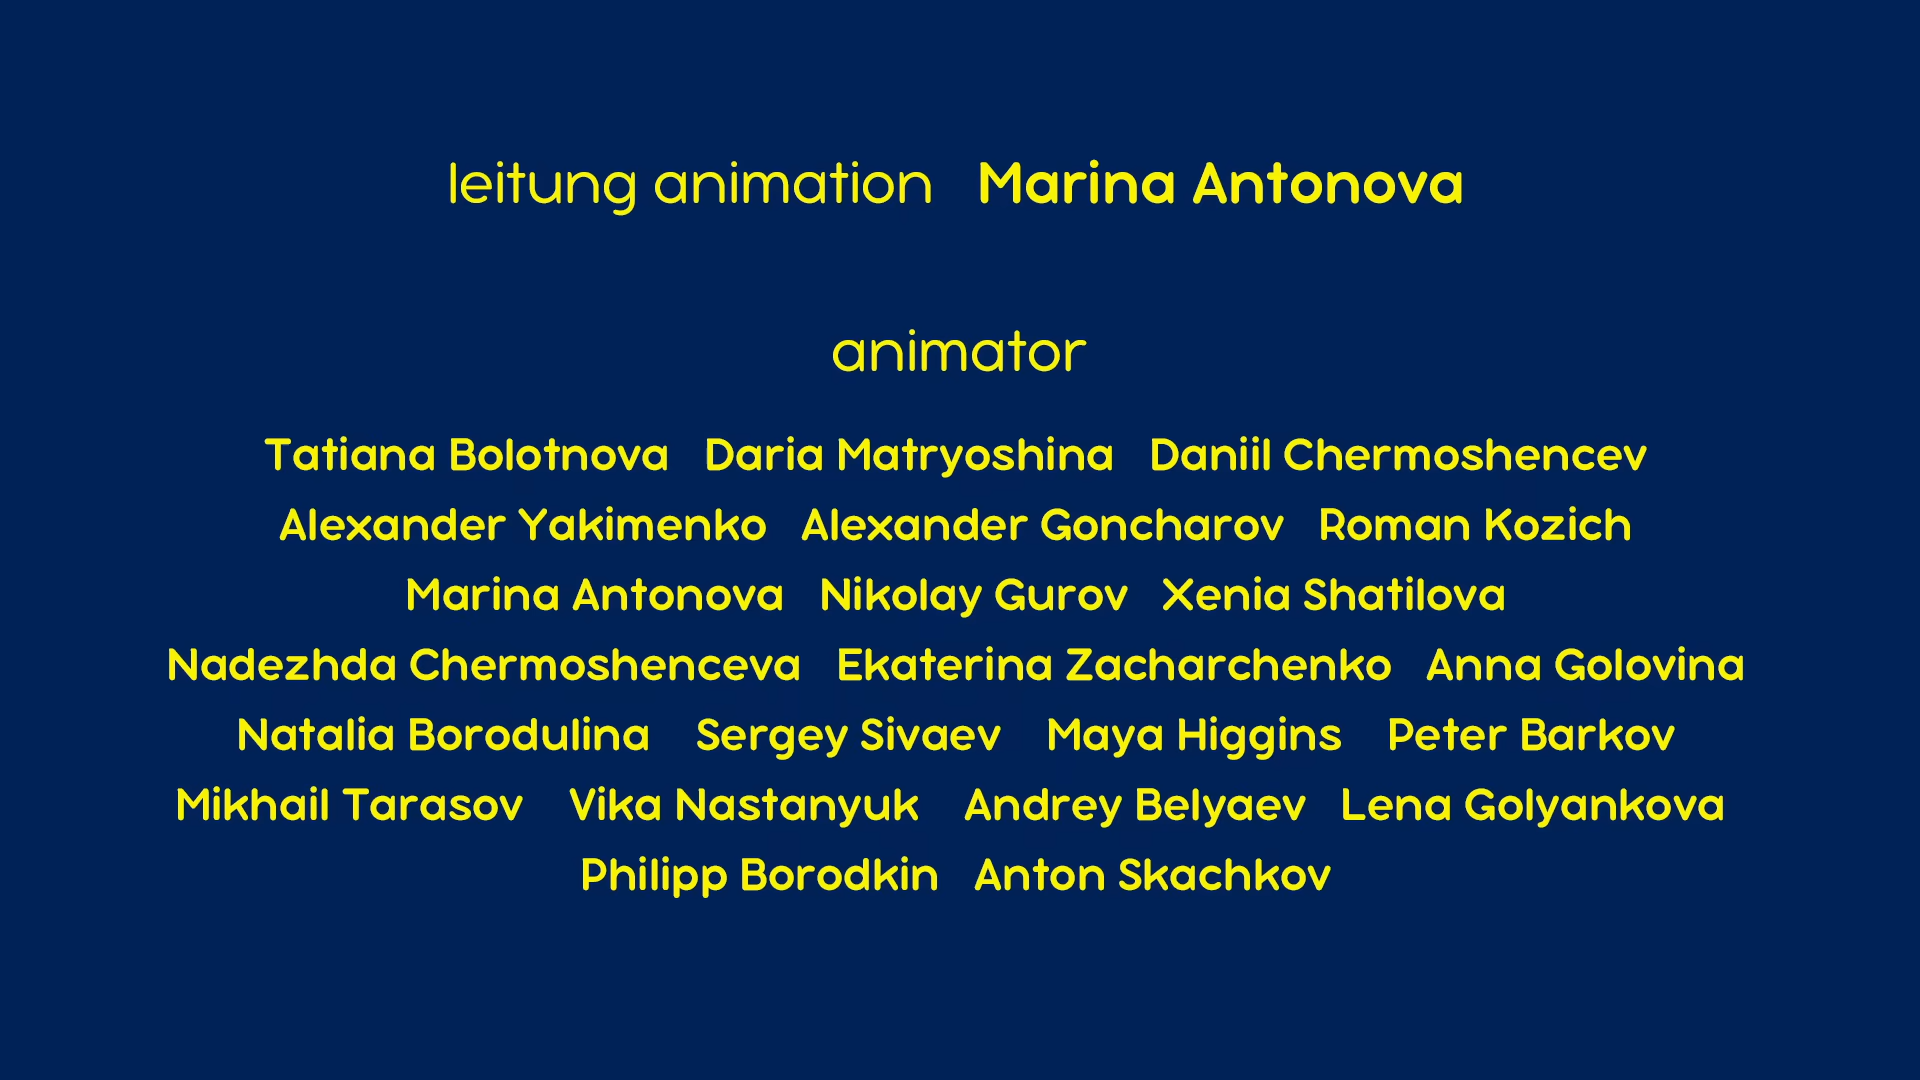 leitung animation Marina Antonova
animator
Tatiana Bolotnova Daria Matryoshina Daniil Chermoshencev
Alexander Yakimenko Alexander Goncharov Roman Kozich
Marina Antonova Nikolay Gurov Xenia Shatilova
Nadezhda Chermoshenceva Ekaterina Zacharchenko Anna Golovina
Natalia Borodulina Sergey Sivaev Maya Higgins Peter Barkov
Mikhail Tarasov Vika Nastanyuk Andrey Belyaev Lena Golyankova
Philipp Borodkin Anton Skachkov